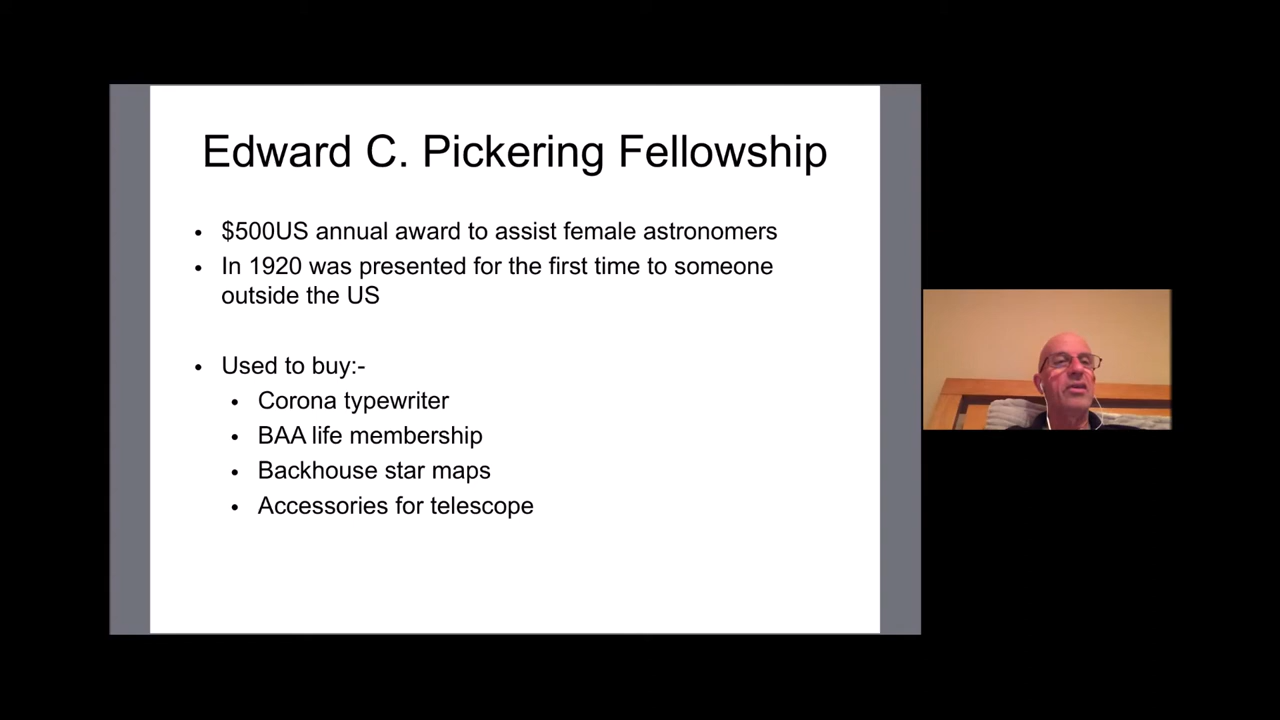 Edward C. Pickering Fellowship
• $500US annual award to assist female astronomers
• In 1920 was presented for the first time to someone
outside the US
• Used to buy:-
• Corona typewriter
• BAA life membership
• Backhouse star maps
• Accessories for telescope